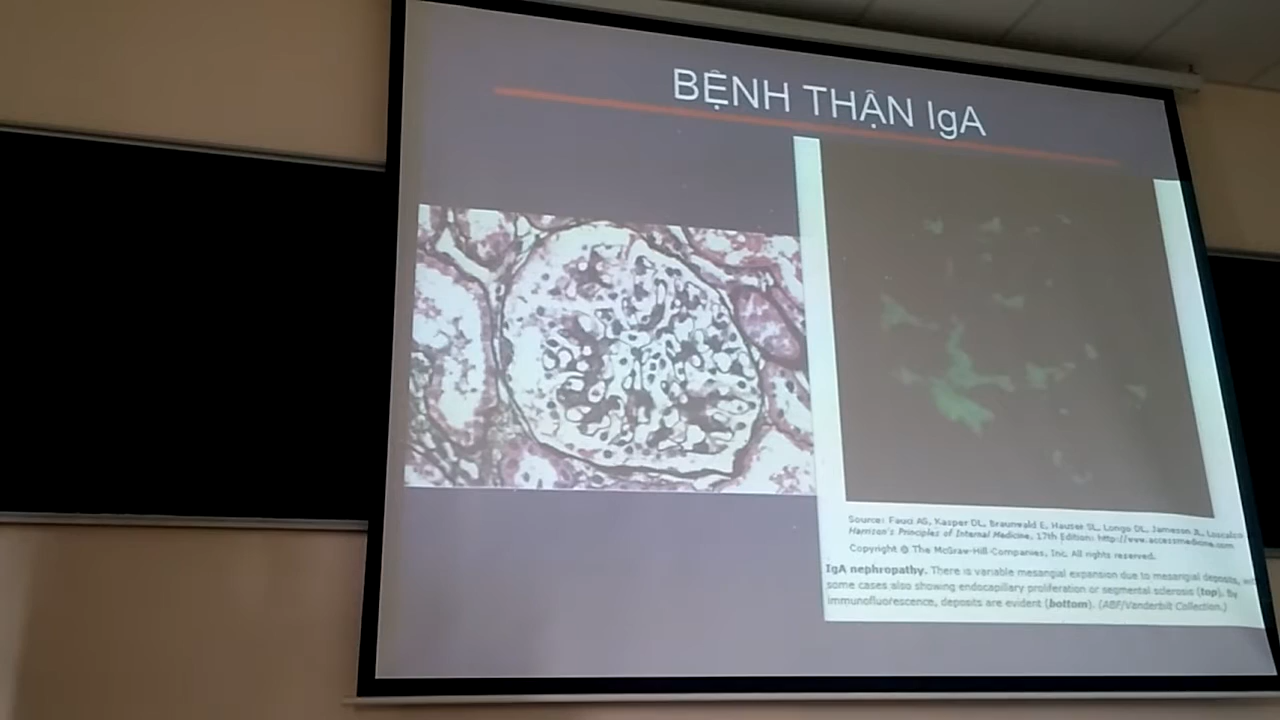 BỆNH THẬN IgA
Source: Fauci AS, Kasper DL, Braunwald E, Hauser SL, Longo DL, Jameson JL, Loscalzo
Harrison's Principles of Internal Medicine, 17th Edition: http://www.accessmedicine.com
Copyright © The McGraw-Hill Companies, Inc. All rights reserved.
IgA nephropathy. There is variable mesangial expansion due to mesangial deposits, wit
some cases also showing endocapillary proliferation or segmental sclerosis (top). By
immunofluorescence, deposits are evident (bottom). (ABF/Vanderbilt Collection.)